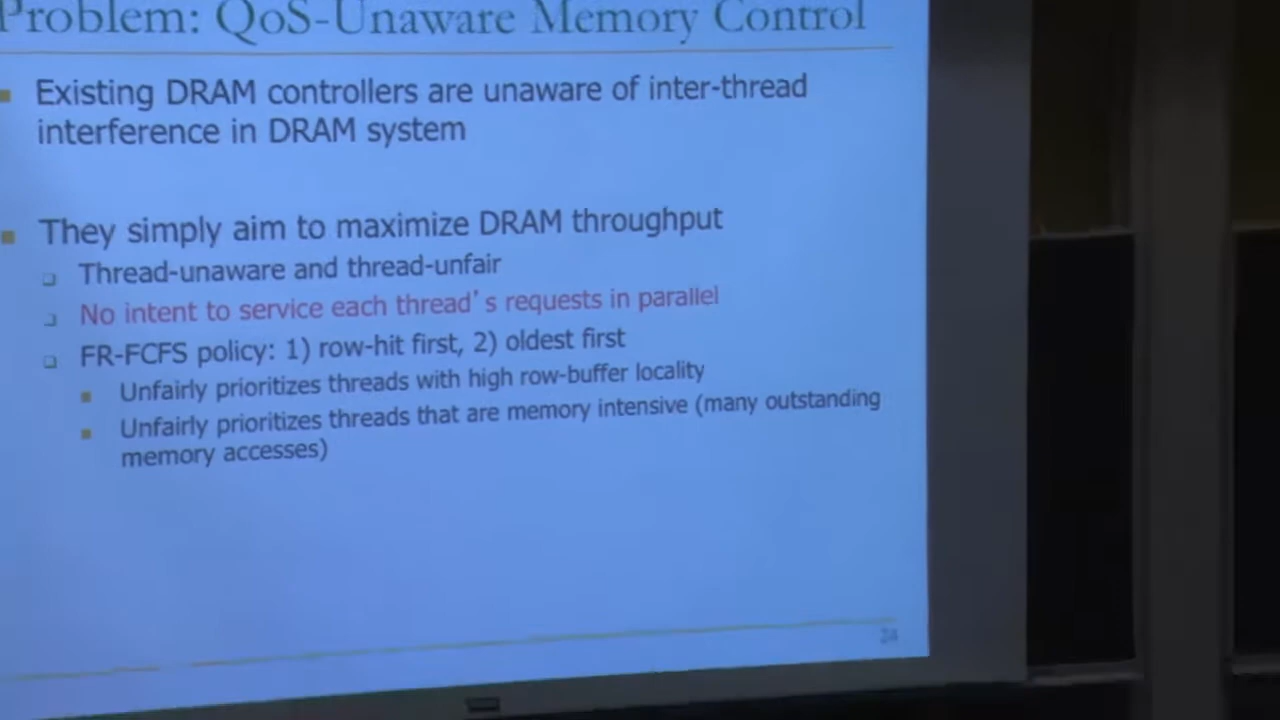 Problem: QoS-Unaware Memory Control
Existing DRAM controllers are unaware of inter-thread
interference in DRAM system
They simply aim to maximize DRAM throughput
Thread-unaware and thread-unfair
No intent to service each thread's requests in parallel
FR-FCFS policy: 1) row-hit first, 2) oldest first
Unfairly prioritizes threads with high row-buffer locality
Unfairly prioritizes threads that are memory intensive (many outstanding
memory accesses)
24